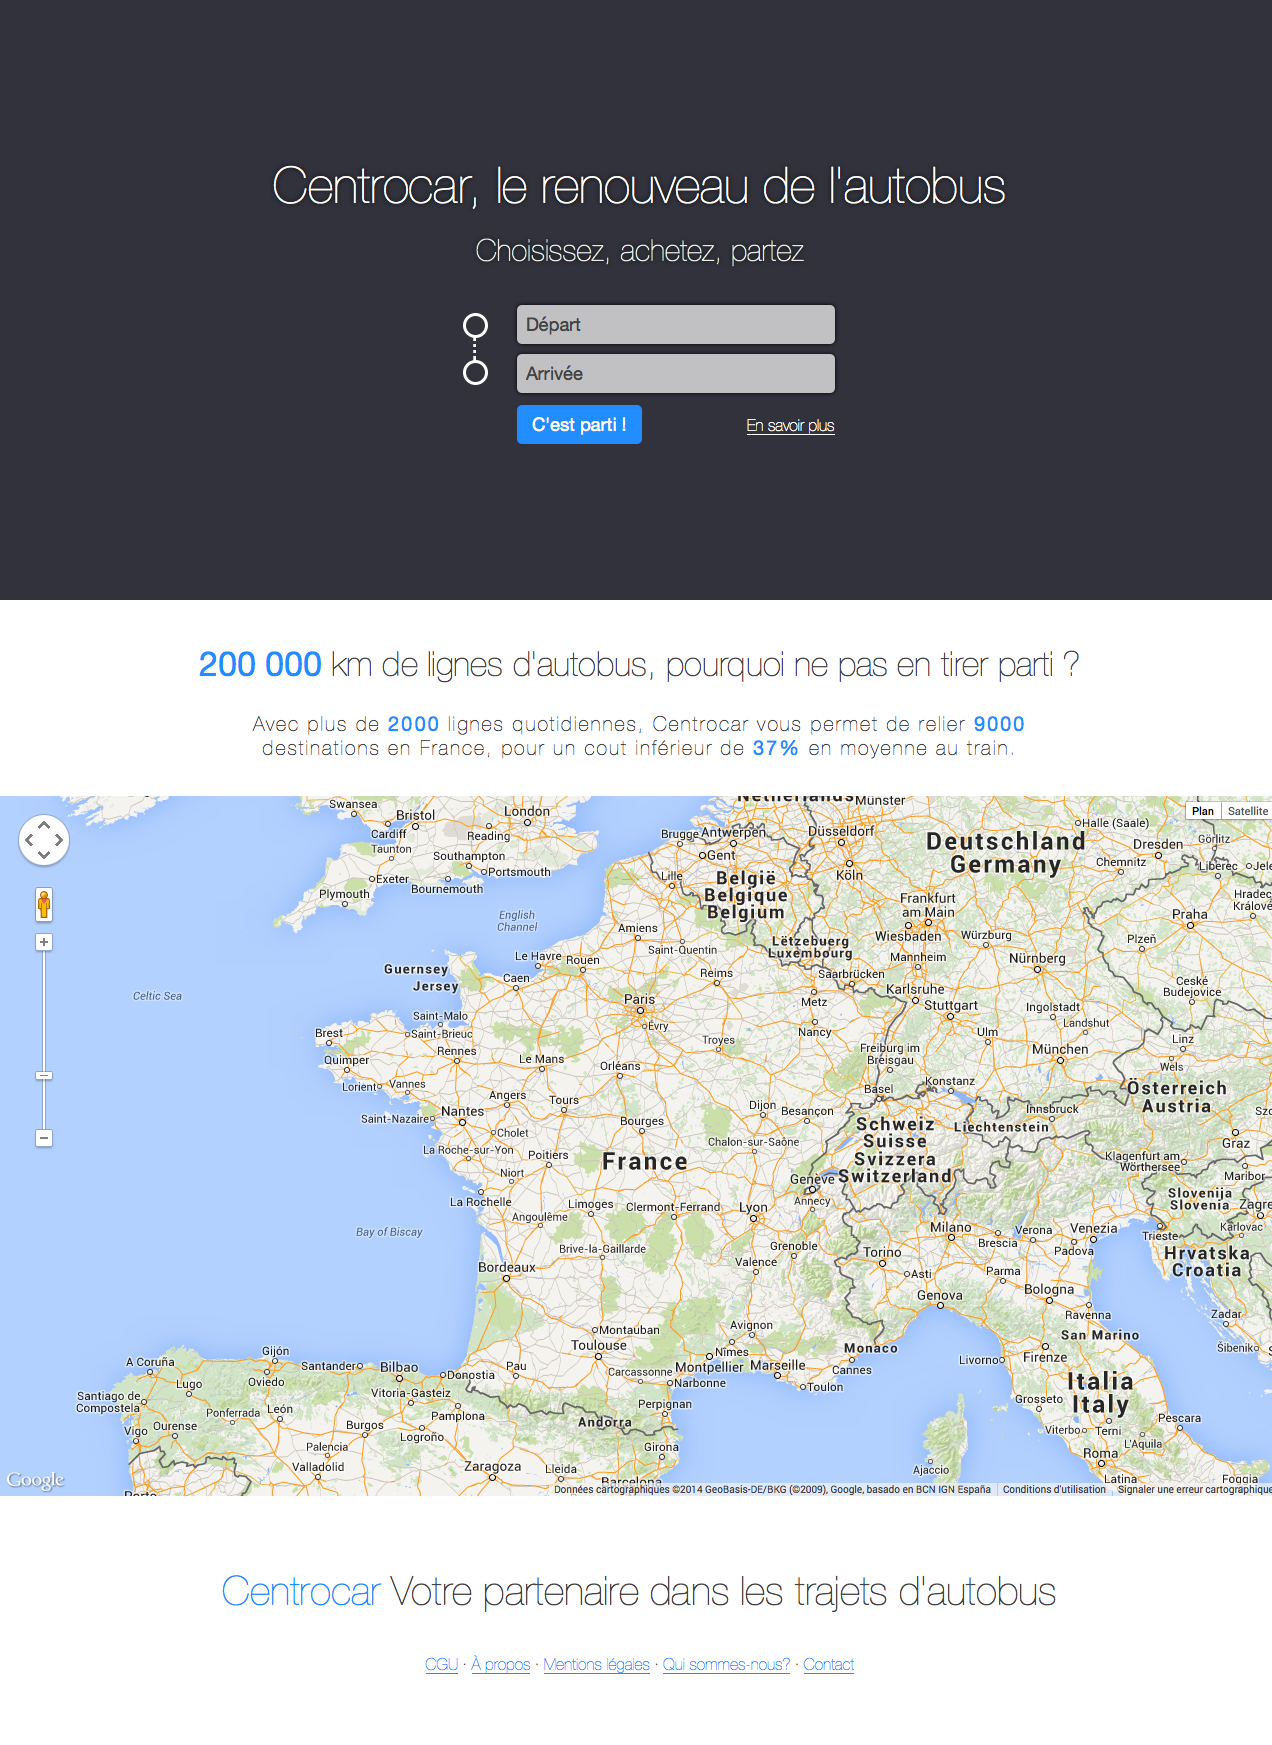 Centrocar, le renouveau de l'autobus
Choisissez, achetez, partez
Départ
Arrivée
C'est parti !
En savoir plus
200 000 km de lignes d'autobus, pourquoi ne pas en tirer parti ?
Avec plus de 2000 lignes quotidiennes, Centrocar vous permet de relier 9000
destinations en France, pour un cout inférieur de 37% en moyenne au train.
Netherlands
Münster
Swansea
Bristol
London
Plan
Satellite
Cardiff
Reading
Brugge
Antwerpen
Düsseldorf
Halle (Saale)
Taunton
Southampton
Gent
Deutschland
Germany
Dresden
Görlitz
Chemnitz
Liberec
Jele
Exeter
Portsmouth
Bournemouth
Plymouth
Lille
België
Belgique
Belgium
Köln
Frankfurt
am Main
Hradec
Králové
Praha
English
Channel
Amiens
Saint-Quentin
Lëtzebuerg
Luxembourg
Wiesbaden
Würzburg
Plzeň
Le Havre
Rouen
Mannheim
Nürnberg
Guernsey
Jersey
Caen
Reims
Saarbrücken
Karlsruhe
České
Budejovice
Celtic Sea
Paris
Metz
Stuttgart
Ingolstadt
Saint-Malo
Évry
Landshut
Brest
Saint-Brieuc
Troyes
Nancy
Ulm
Linz
Rennes
Freiburg im
Breisgau
München
Quimper
Le Mans
Orléans
Wels
Lorient
Vannes
Angers
Tours
Basel
Konstanz
Österreich
Austria
Saint-Nazaire
Nantes
Dijon
Besançon
Innsbruck
Szo
Cholet
Bourges
Schweiz
Suisse
Svizzera
Switzerland
Liechtenstein
La Roche-sur-Yon
Poitiers
Chalon-sur-Saône
Graz
France
Klagenfurt am
Wörthersee
Niort
Genève
Maribor
La Rochelle
Limoges
Clermont-Ferrand
Lyon
Annecy
Slovenija
Slovenia
Zagre
Angoulême
Milano
Verona
Venezia
Karlovac
Bay of Biscay
Brescia
Padova
Trieste
Brive-la-Gaillarde
Grenoble
Torino
Hrvatska
Croatia
Bordeaux
Valence
Asti
Parma
Genova
Bologna
Ravenna
Zadar
Montauban
Avignon
San Marino
Toulouse
Nîmes
Monaco
Šibenik
A Coruña
Gijón
Santander
Bilbao
Donostia
Pau
Carcassonne
Montpellier
Marseille
Cannes
Livorno
Firenze
Lugo
Oviedo
Narbonne
Toulon
Italia
Italy
Santiago de
Compostela
Vitoria-Gasteiz
Perpignan
Grosseto
Ponferrada
León
Pamplona
Andorra
Pescara
Vigo
Ourense
Burgos
Logroño
Viterbo
Terni
L'Aquila
Palencia
Girona
Roma
Valladolid
Zaragoza
Lleida
Ajaccio
Latina
Foggia
Porto
Barcelona
Google
Données cartographiques ©2014 GeoBasis-DE/BKG (©2009), Google, basado en BCN IGN España
Conditions d'utilisation
Signaler une erreur cartographique
Centrocar Votre partenaire dans les trajets d'autobus
CGU · À propos · Mentions légales · Qui sommes-nous? · Contact